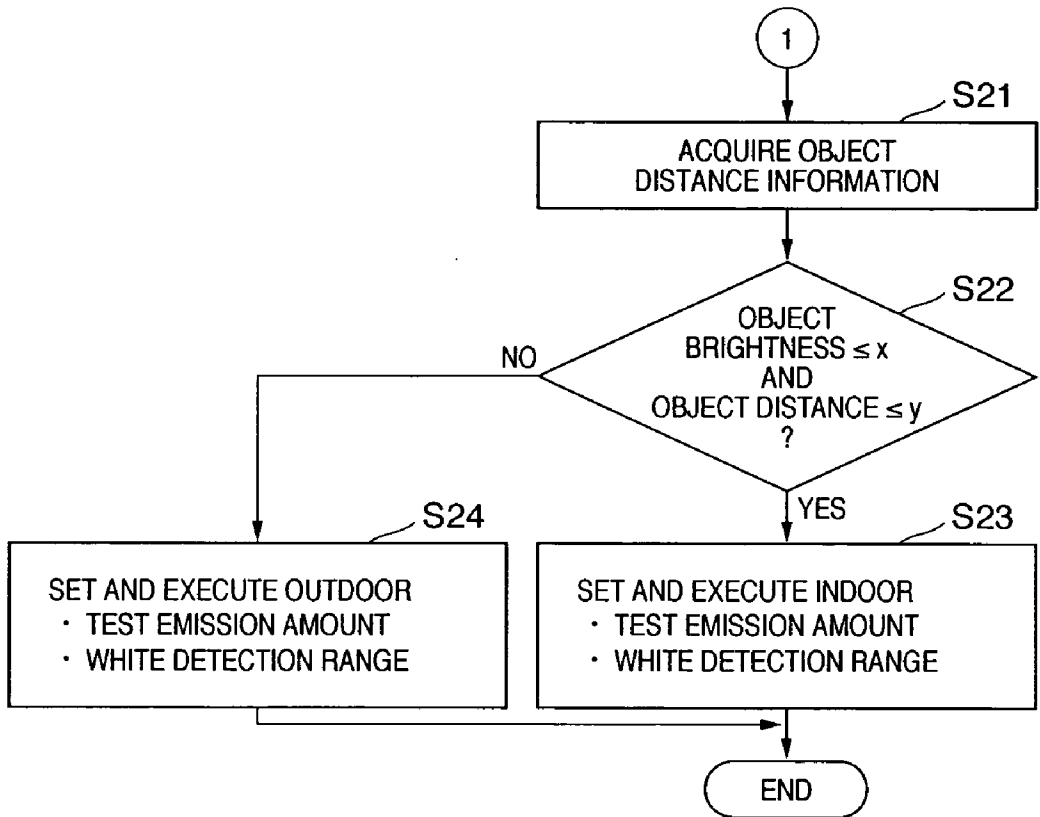 1
S21
ACQUIRE OBJECT
DISTANCE INFORMATION
S22
OBJECT
BRIGHTNESS ≤ x
AND
OBJECT DISTANCE ≤ y
?
NO
YES
S24
SET AND EXECUTE OUTDOOR
· TEST EMISSION AMOUNT
· WHITE DETECTION RANGE
S23
SET AND EXECUTE INDOOR
· TEST EMISSION AMOUNT
· WHITE DETECTION RANGE
END